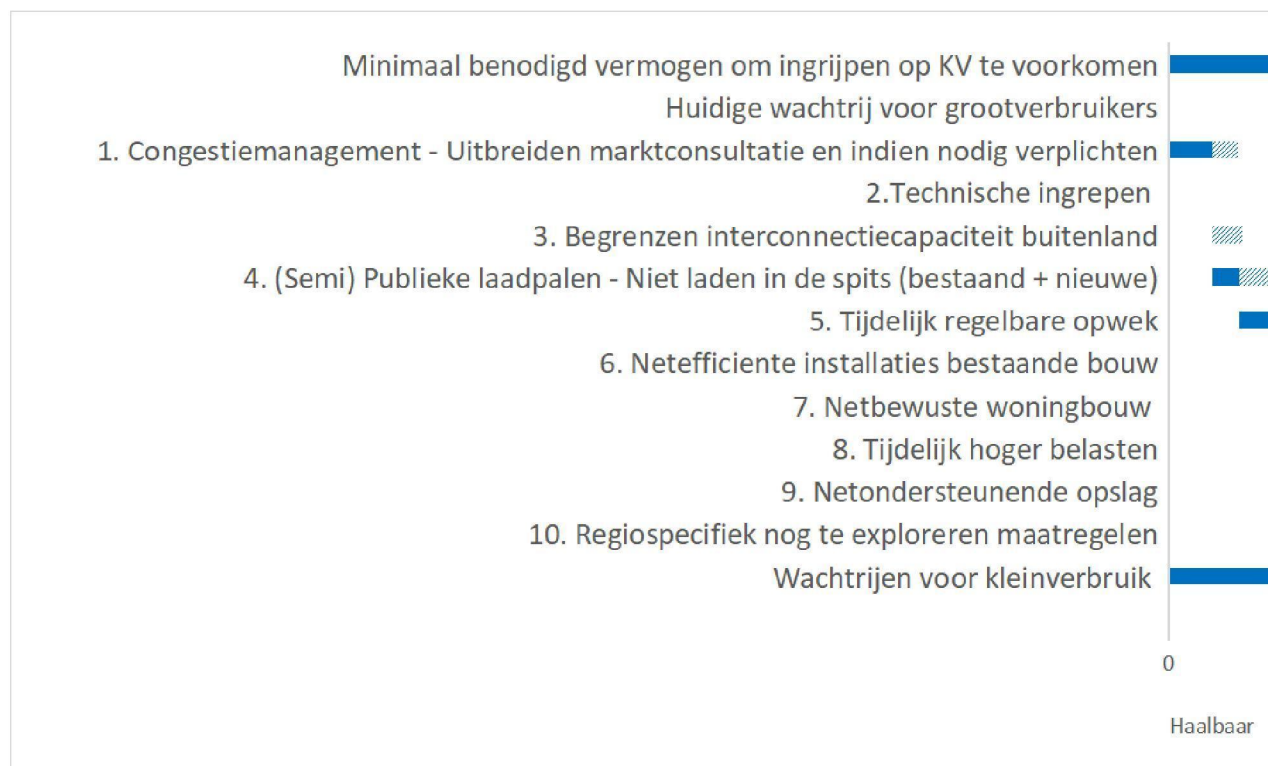 Minimaal benodigd vermogen om ingrijpen op KV te voorkomen
Huidige wachtrij voor grootverbruikers
1. Congestiemanagement - Uitbreiden marktconsultatie en indien nodig verplichten
2.Technische ingrepen
3. Begrenzen interconnectiecapaciteit buitenland
4. (Semi) Publieke laadpalen - Niet laden in de spits (bestaand + nieuwe)
5. Tijdelijk regelbare opwek
6. Netefficiente installaties bestaande bouw
7. Netbewuste woningbouw
8. Tijdelijk hoger belasten
9. Netondersteunende opslag
10. Regiospecifiek nog te exploreren maatregelen
Wachtrijen voor kleinverbruik
0
Haalbaar